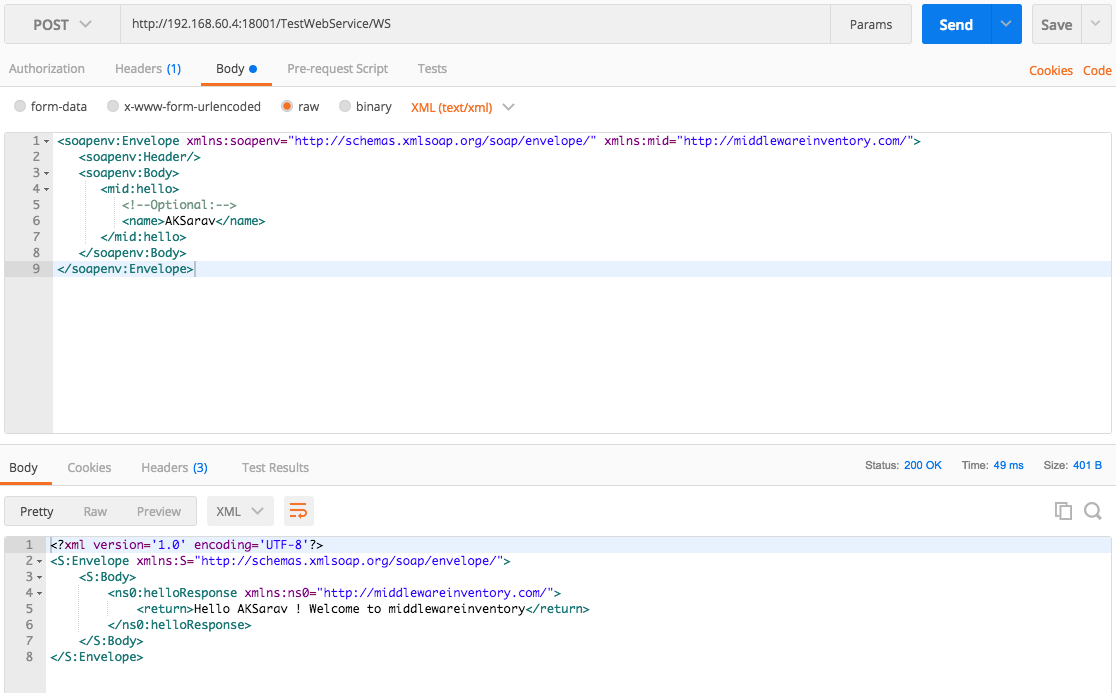 POST http://192.168.60.4:18001/TestWebService/WS Params Send Save
Authorization Headers (1) Body Pre-request Script Tests Cookies Code
form-data x-www-form-urlencoded raw binary XML (text/xml)
1 <soapenv:Envelope xmlns:soapenv="http://schemas.xmlsoap.org/soap/envelope/" xmlns:mid="http://middlewareinventory.com/">
2 <soapenv:Header/>
3 <soapenv:Body>
4 <mid:hello>
5 <!--Optional:-->
6 <name>AKSarav</name>
7 </mid:hello>
8 </soapenv:Body>
9 </soapenv:Envelope>
Body Cookies Headers (3) Test Results Status: 200 OK Time: 49 ms Size: 401 B
Pretty Raw Preview XML
1 <?xml version='1.0' encoding='UTF-8'?>
2 <S:Envelope xmlns:S="http://schemas.xmlsoap.org/soap/envelope/">
3 <S:Body>
4 <ns0:helloResponse xmlns:ns0="http://middlewareinventory.com/">
5 <return>Hello AKSarav ! Welcome to middlewareinventory</return>
6 </ns0:helloResponse>
7 </S:Body>
8 </S:Envelope>